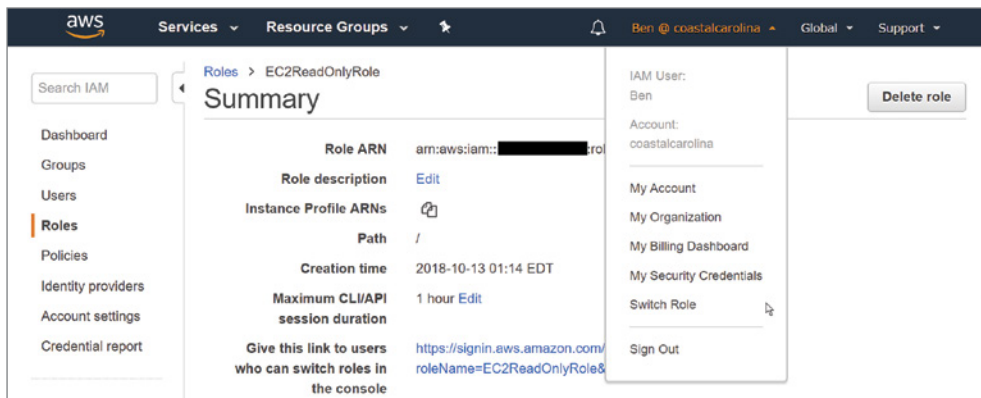 aws Services Resource Groups Ben @ coastalcarolina Global Support
Search IAM
Dashboard
Groups
Users
Roles
Policies
Identity providers
Account settings
Credential report
Roles > EC2ReadOnlyRole
Summary
Delete role
Role ARN arn:aws:iam:: :rol
Role description Edit
Instance Profile ARNs
Path /
Creation time 2018-10-13 01:14 EDT
Maximum CLI/API 1 hour Edit
session duration
Give this link to users https://signin.aws.amazon.com/
who can switch roles in roleName=EC2ReadOnlyRole&
the console
IAM User:
Ben
Account:
coastalcarolina
My Account
My Organization
My Billing Dashboard
My Security Credentials
Switch Role
Sign Out